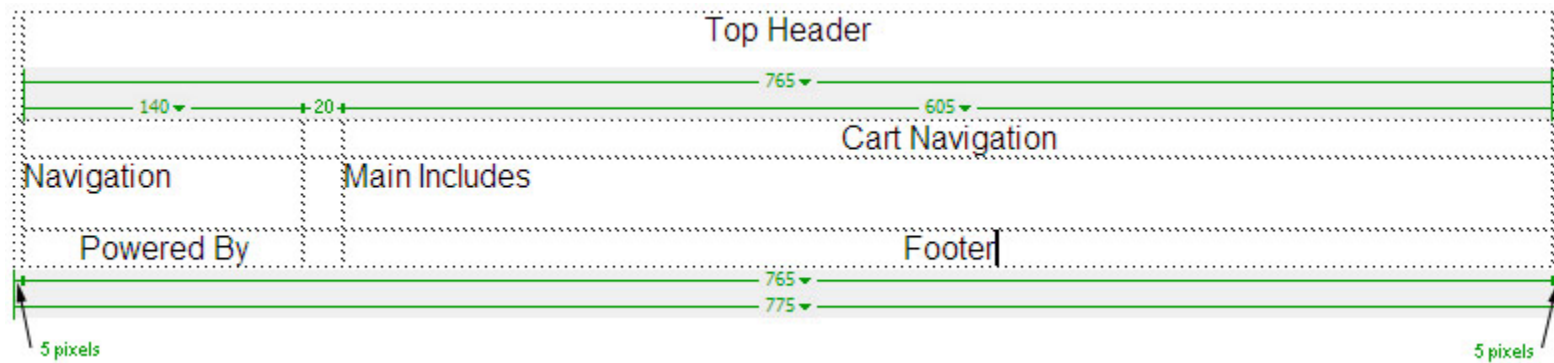 Top Header
765
140 20 605
Cart Navigation
Navigation Main Includes
Powered By Footer
765
775
5 pixels 5 pixels